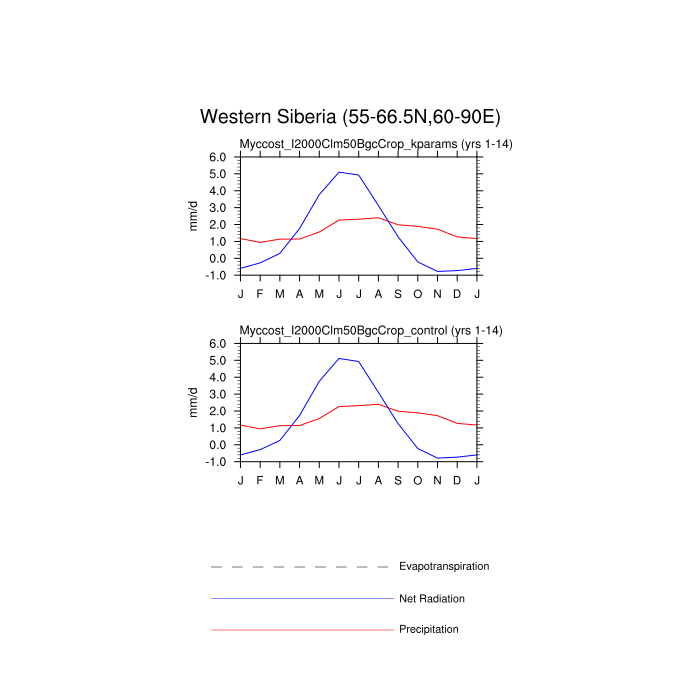 Western Siberia (55-66.5N,60-90E)
Myccost_I2000Clm50BgcCrop_kparams (yrs 1-14)
6.0
5.0
4.0
3.0
2.0
1.0
0.0
-1.0
mm/d
J F M A M J J A S O N D J
Myccost_I2000Clm50BgcCrop_control (yrs 1-14)
6.0
5.0
4.0
3.0
2.0
1.0
0.0
-1.0
mm/d
J F M A M J J A S O N D J
Evapotranspiration
Net Radiation
Precipitation